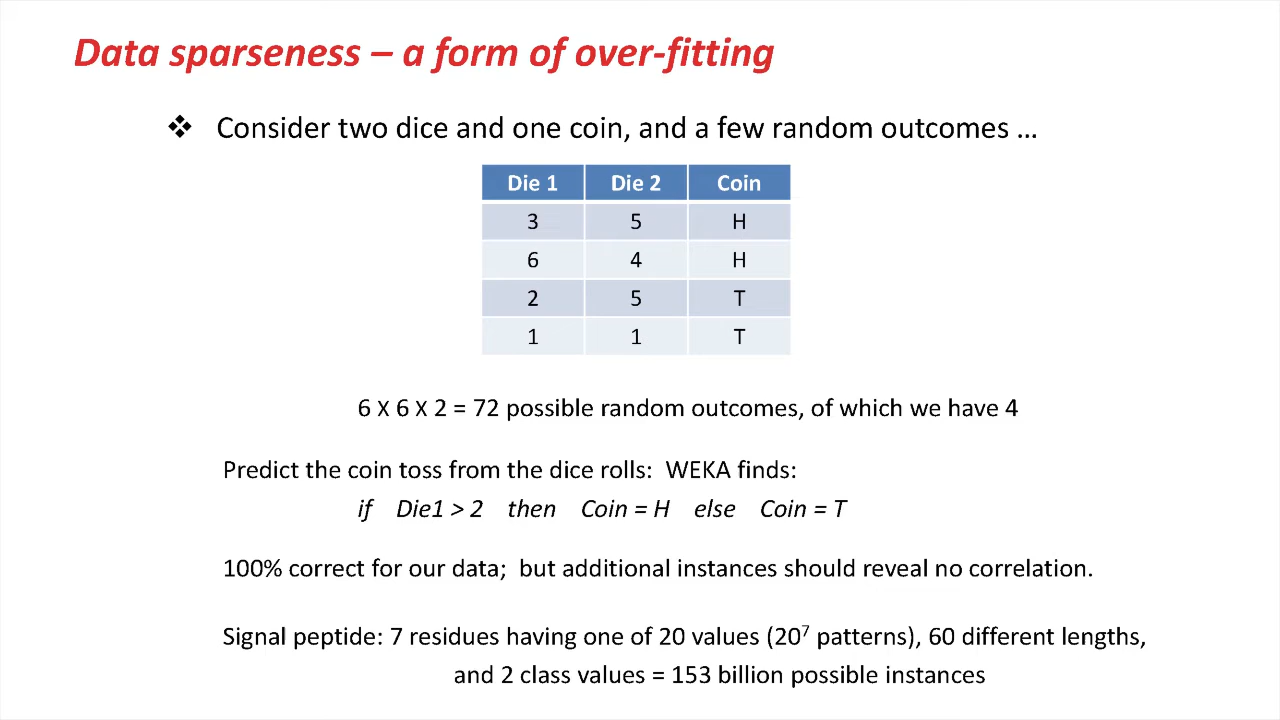 Data sparseness – a form of over-fitting
❖ Consider two dice and one coin, and a few random outcomes …
Die 1 Die 2 Coin
3 5 H
6 4 H
2 5 T
1 1 T
6 X 6 X 2 = 72 possible random outcomes, of which we have 4
Predict the coin toss from the dice rolls: WEKA finds:
if Die1 > 2 then Coin = H else Coin = T
100% correct for our data; but additional instances should reveal no correlation.
Signal peptide: 7 residues having one of 20 values (20⁷ patterns), 60 different lengths,
and 2 class values = 153 billion possible instances